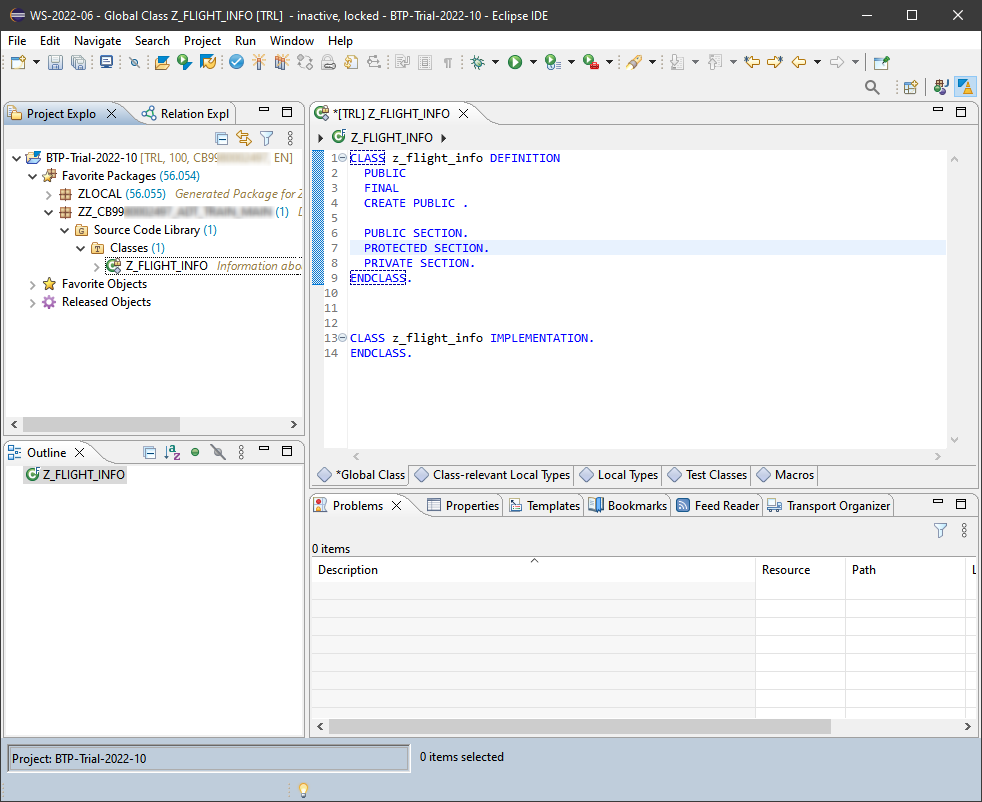 WS-2022-06 - Global Class Z_FLIGHT_INFO [TRL]  - inactive, locked - BTP-Trial-2022-10 - Eclipse IDE
File Edit Navigate Search Project Run Window Help
Project Explo
Relation Expl
BTP-Trial-2022-10 [TRL, 100, CB99 EN]
Favorite Packages (56.054)
ZLOCAL (56.055) Generated Package for Z
ZZ_CB99 (1)
Source Code Library (1)
Classes (1)
Z_FLIGHT_INFO Information abo
Favorite Objects
Released Objects
Outline
Z_FLIGHT_INFO
*[TRL] Z_FLIGHT_INFO
Z_FLIGHT_INFO
1 CLASS z_flight_info DEFINITION
2 PUBLIC
3 FINAL
4 CREATE PUBLIC .
5
6 PUBLIC SECTION.
7 PROTECTED SECTION.
8 PRIVATE SECTION.
9 ENDCLASS.
10
11
12
13 CLASS z_flight_info IMPLEMENTATION.
14 ENDCLASS.
*Global Class Class-relevant Local Types Local Types Test Classes Macros
Problems Properties Templates Bookmarks Feed Reader Transport Organizer
0 items
Description Resource Path L
Project: BTP-Trial-2022-10
0 items selected